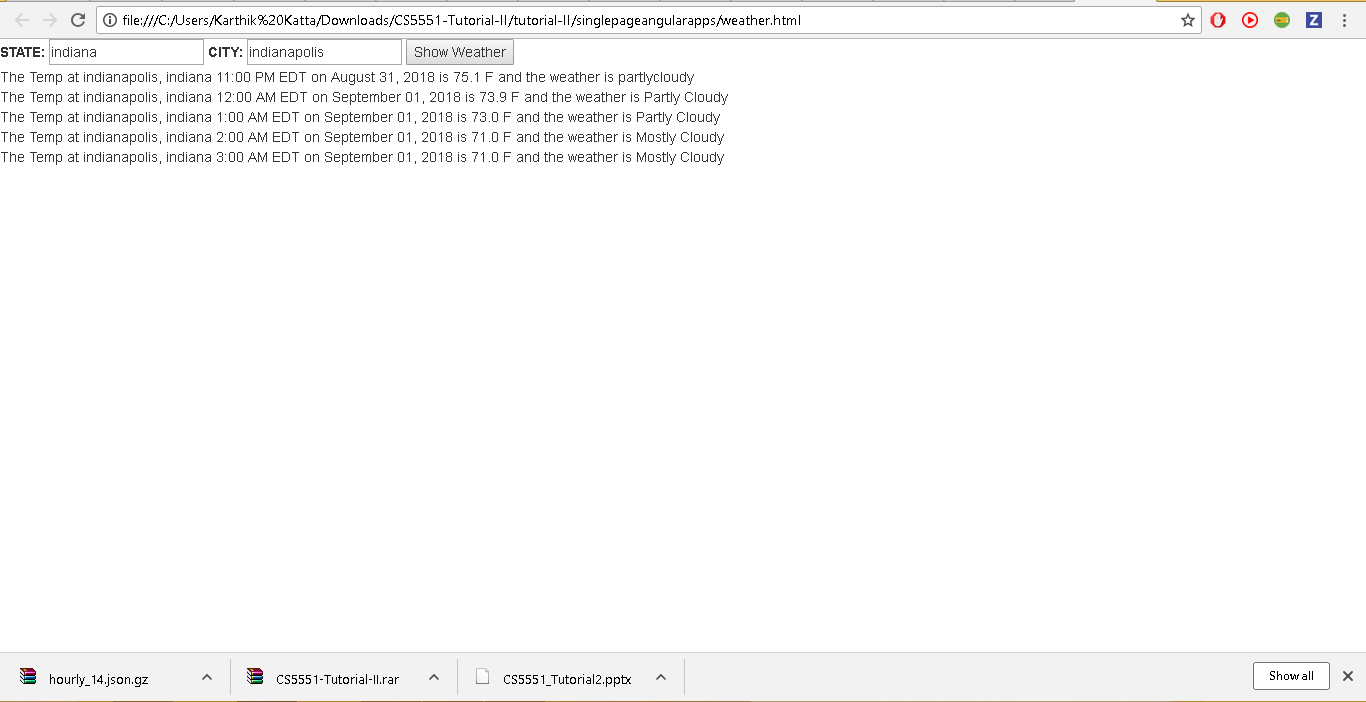 file:///C:/Users/Karthik%20Katta/Downloads/CS5551-Tutorial-II/tutorial-II/singlepageangularapps/weather.html
Z
STATE: indiana CITY: indianapolis Show Weather
The Temp at indianapolis, indiana 11:00 PM EDT on August 31, 2018 is 75.1 F and the weather is partlycloudy
The Temp at indianapolis, indiana 12:00 AM EDT on September 01, 2018 is 73.9 F and the weather is Partly Cloudy
The Temp at indianapolis, indiana 1:00 AM EDT on September 01, 2018 is 73.0 F and the weather is Partly Cloudy
The Temp at indianapolis, indiana 2:00 AM EDT on September 01, 2018 is 71.0 F and the weather is Mostly Cloudy
The Temp at indianapolis, indiana 3:00 AM EDT on September 01, 2018 is 71.0 F and the weather is Mostly Cloudy
hourly_14.json.gz CS5551-Tutorial-II.rar CS5551_Tutorial2.pptx Show all